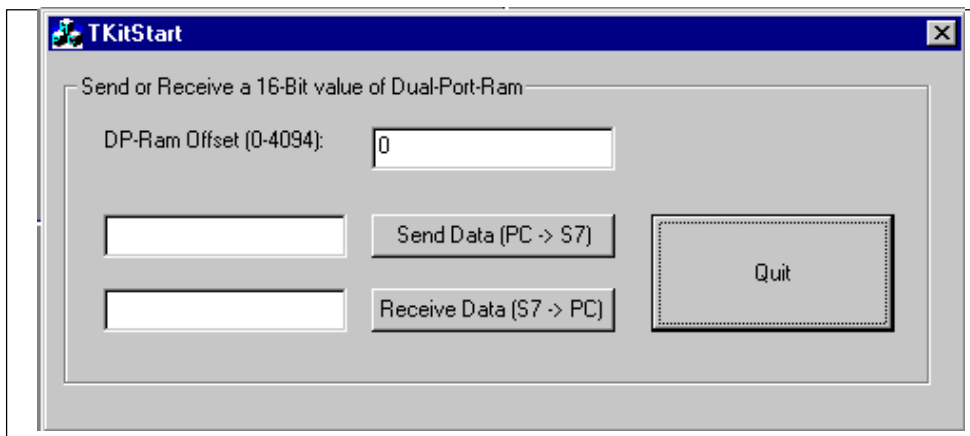 TKitStart
Send or Receive a 16-Bit value of Dual-Port-Ram
DP-Ram Offset (0-4094):
0
Send Data (PC -> S7)
Quit
Receive Data (S7 -> PC)